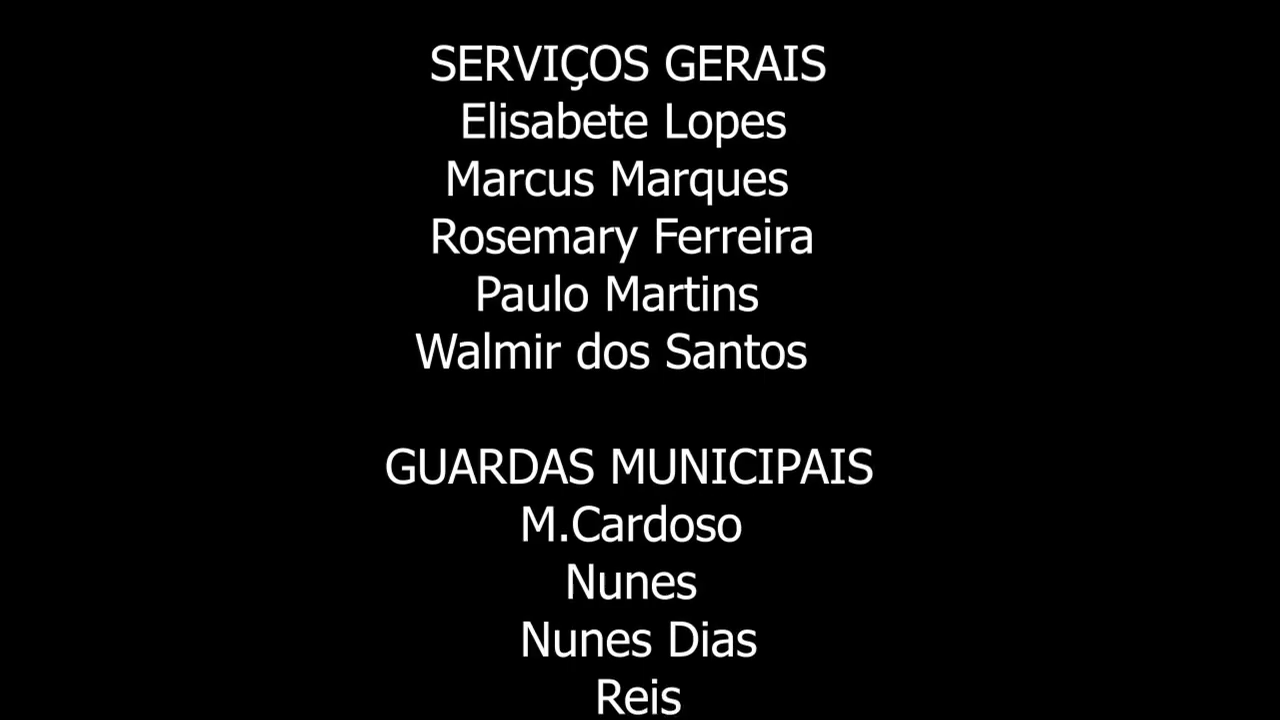 SERVIÇOS GERAIS
Elisabete Lopes
Marcus Marques
Rosemary Ferreira
Paulo Martins
Walmir dos Santos
GUARDAS MUNICIPAIS
M.Cardoso
Nunes
Nunes Dias
Reis